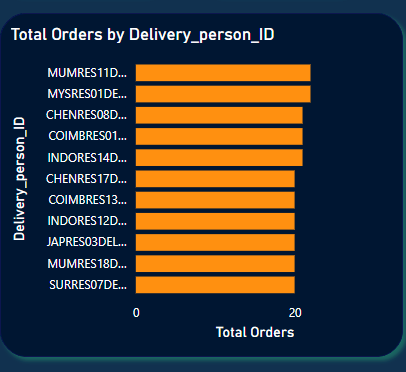 Total Orders by Delivery_person_ID
Delivery_person_ID
MUMRES11D...
MYSRES01DE...
CHENRES08D...
COIMBRES01...
INDORES14D...
CHENRES17D...
COIMBRES13...
INDORES12D...
JAPRES03DEL...
MUMRES18D...
SURRES07DE...
0 20
Total Orders